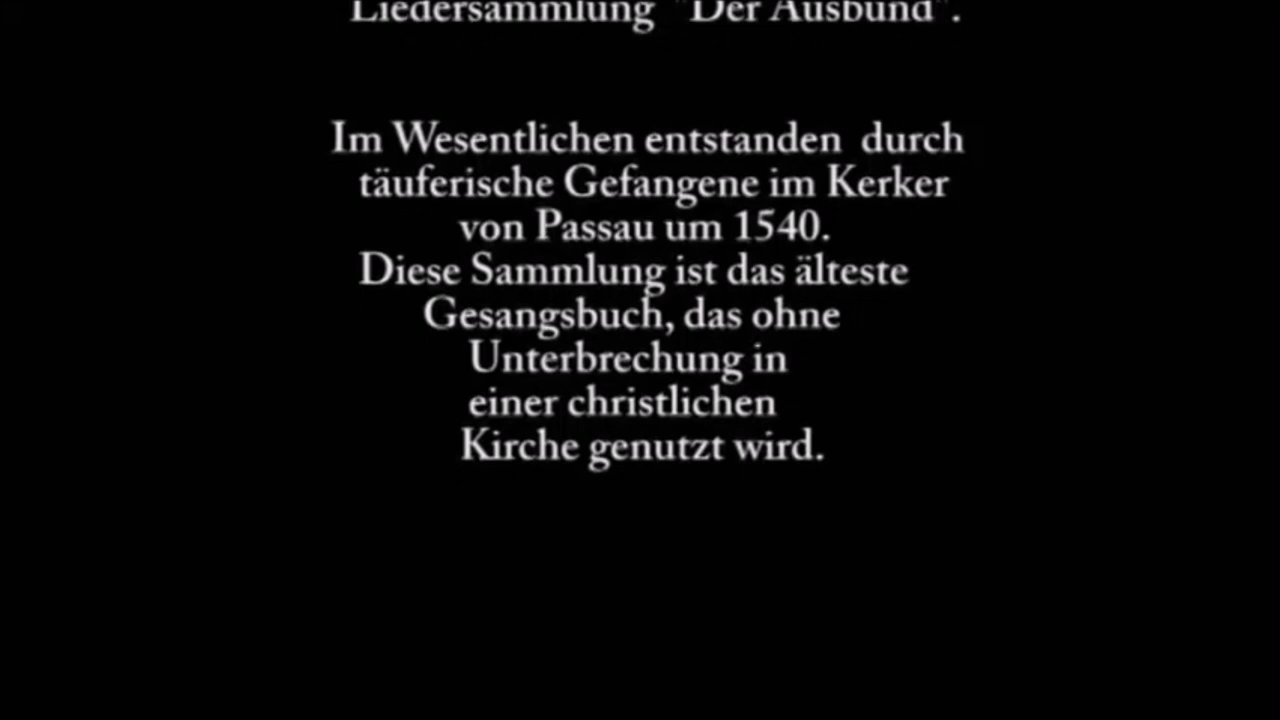 Liedersammlung "Der Ausbund".
Im Wesentlichen entstanden durch
täuferische Gefangene im Kerker
von Passau um 1540.
Diese Sammlung ist das älteste
Gesangsbuch, das ohne
Unterbrechung in
einer christlichen
Kirche genutzt wird.